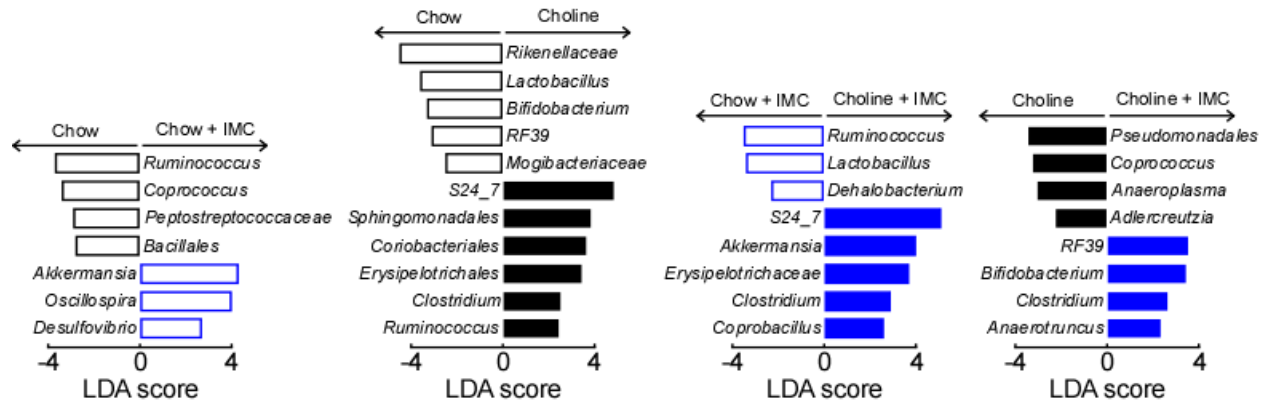 Chow Chow + IMC
Ruminococcus
Coprococcus
Peptostreptococcaceae
Bacillales
Akkermansia
Oscillospira
Desulfovibrio
-4 0 4
LDA score
Chow Choline
Rikenellaceae
Lactobacillus
Bifidobacterium
RF39
Mogibacteriaceae
S24_7
Sphingomonadales
Coriobacteriales
Erysipelotrichales
Clostridium
Ruminococcus
-4 0 4
LDA score
Chow + IMC Choline + IMC
Ruminococcus
Lactobacillus
Dehalobacterium
S24_7
Akkermansia
Erysipelotrichaceae
Clostridium
Coprobacillus
-4 0 4
LDA score
Choline Choline + IMC
Pseudomonadales
Coprococcus
Anaeroplasma
Adlercreutzia
RF39
Bifidobacterium
Clostridium
Anaerotruncus
-4 0 4
LDA score